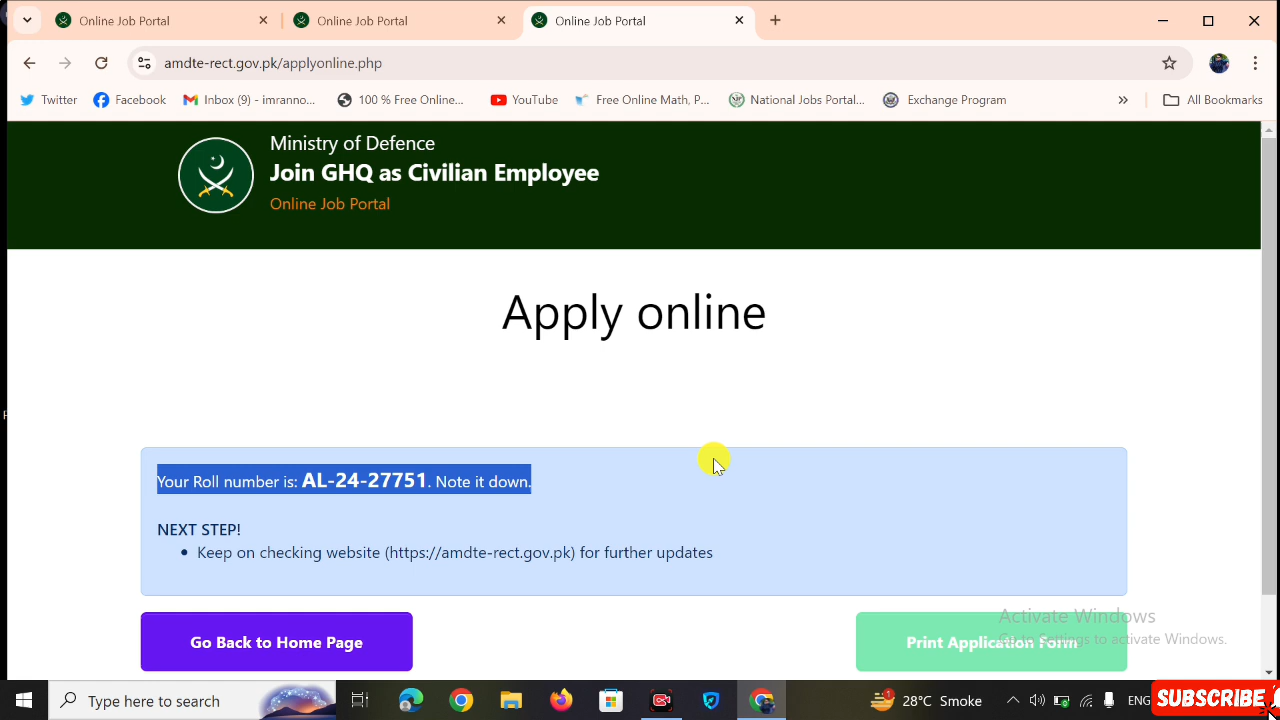 Online Job Portal
Online Job Portal
Online Job Portal
amdte-rect.gov.pk/applyonline.php
Twitter
Facebook
Inbox (9) - imranno...
100 % Free Online...
YouTube
Free Online Math, P...
National Jobs Portal...
Exchange Program
All Bookmarks
Ministry of Defence
Join GHQ as Civilian Employee
Online Job Portal
Apply online
Your Roll number is: AL-24-27751. Note it down.
NEXT STEP!
Keep on checking website (https://amdte-rect.gov.pk) for further updates
Activate Windows
Go to Settings to activate Windows.
Go Back to Home Page
Print Application Form
Type here to search
1
28°C Smoke
ENG
SUBSCRIBE